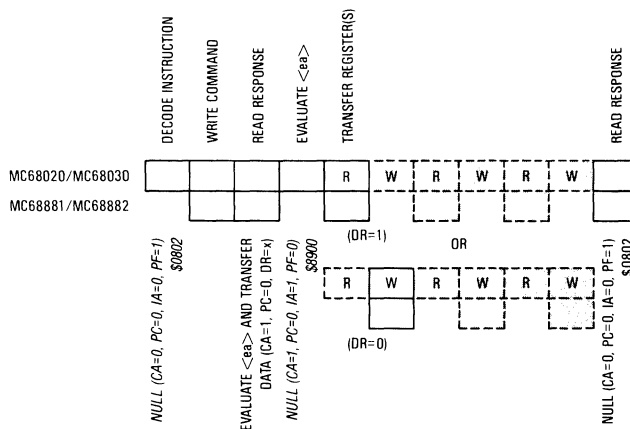 DECODE INSTRUCTION
WRITE COMMAND
READ RESPONSE
EVALUATE <ea>
TRANSFER REGISTER(S)
READ RESPONSE
MC68020/MC68030
R W R W R W
MC68881/MC68882
(DR=1)
OR
R W R W R W
(DR=0)
NULL (CA=0, PC=0, IA=0, PF=1)
$0802
EVALUATE <ea> AND TRANSFER
DATA (CA=1, PC=0, DR=x)
NULL (CA=1, PC=0, IA=1, PF=0)
$8900
NULL (CA=0, PC=0, IA=0, PF=1)
$0802